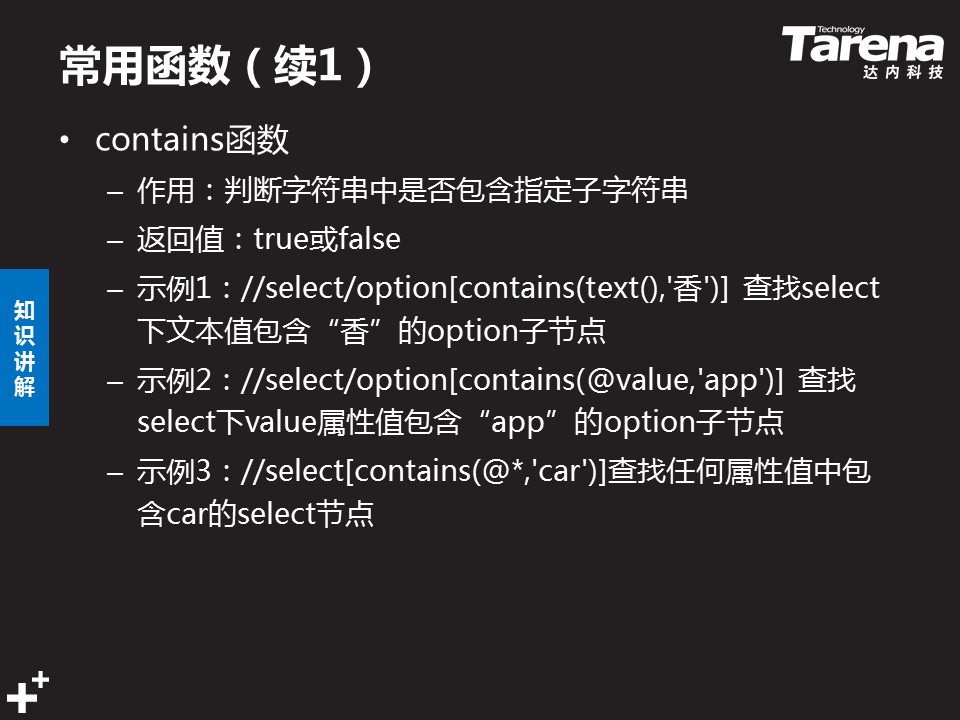 常用函数（续1）
Technology
Tarena
达内科技
• contains函数
– 作用：判断字符串中是否包含指定子字符串
– 返回值：true或false
– 示例1：//select/option[contains(text(),'香')] 查找select
下文本值包含“香”的option子节点
– 示例2：//select/option[contains(@value,'app')] 查找
select下value属性值包含“app”的option子节点
– 示例3：//select[contains(@*,'car')]查找任何属性值中包
含car的select节点
知
识
讲
解